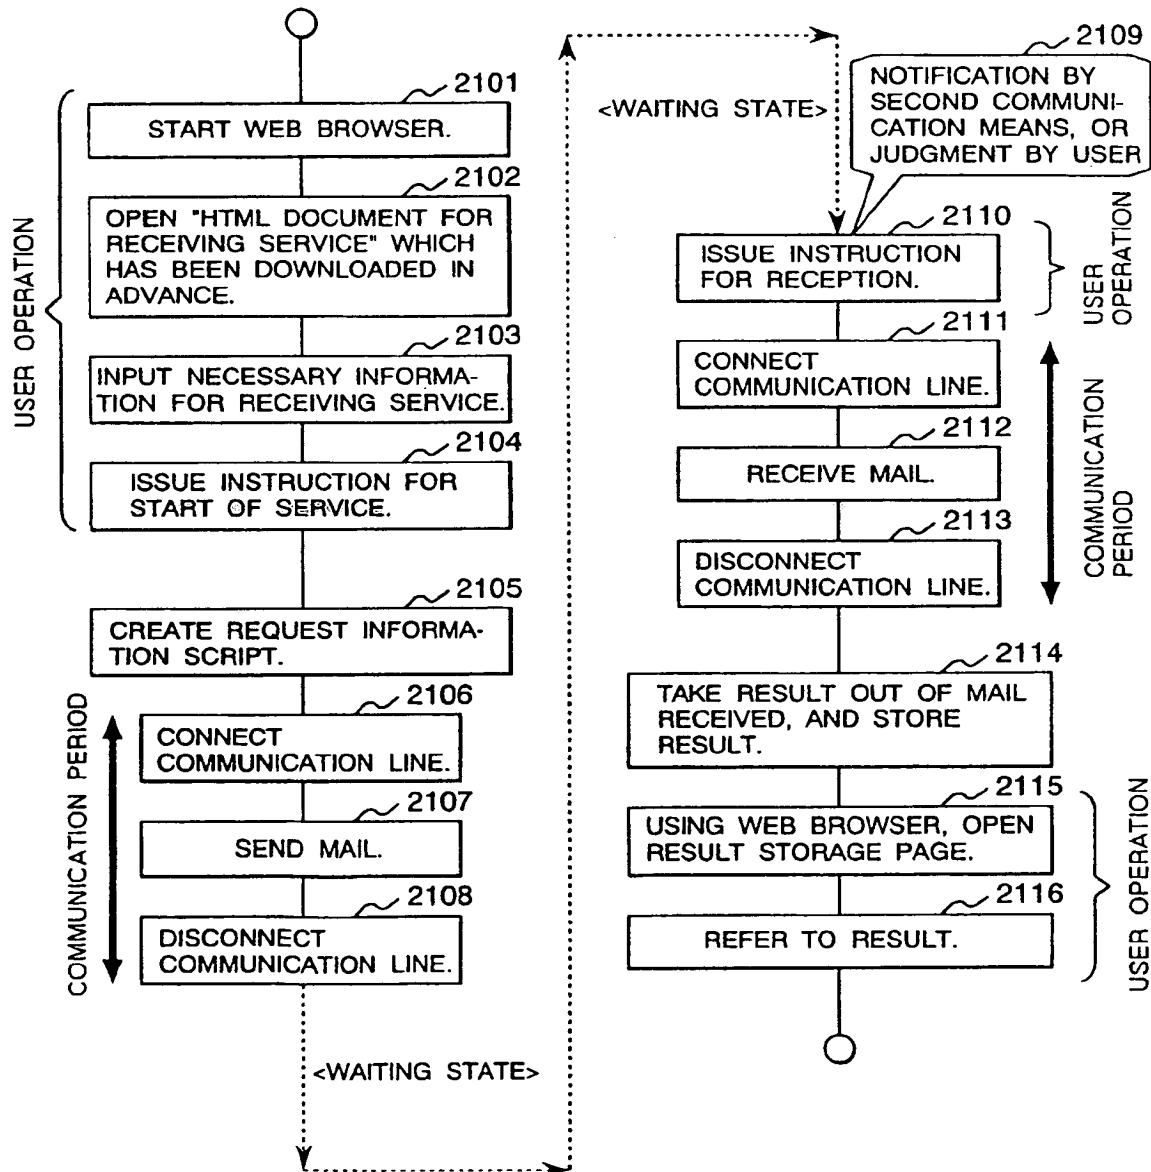 2101
START WEB BROWSER.
2102
OPEN "HTML DOCUMENT FOR
RECEIVING SERVICE" WHICH
HAS BEEN DOWNLOADED IN
ADVANCE.
2103
INPUT NECESSARY INFORMA-
TION FOR RECEIVING SERVICE.
2104
ISSUE INSTRUCTION FOR
START OF SERVICE.
USER OPERATION
2105
CREATE REQUEST INFORMA-
TION SCRIPT.
2106
CONNECT
COMMUNICATION LINE.
2107
SEND MAIL.
2108
DISCONNECT
COMMUNICATION LINE.
COMMUNICATION PERIOD
<WAITING STATE>
<WAITING STATE>
2109
NOTIFICATION BY
SECOND COMMUNI-
CATION MEANS, OR
JUDGMENT BY USER
2110
ISSUE INSTRUCTION
FOR RECEPTION.
USER
OPERATION
2111
CONNECT
COMMUNICATION LINE.
2112
RECEIVE MAIL.
2113
DISCONNECT
COMMUNICATION LINE.
COMMUNICATION
PERIOD
2114
TAKE RESULT OUT OF MAIL
RECEIVED, AND STORE
RESULT.
2115
USING WEB BROWSER, OPEN
RESULT STORAGE PAGE.
2116
REFER TO RESULT.
USER OPERATION